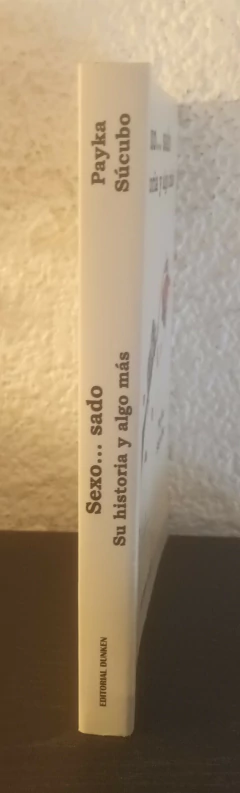 Payka
Súcubo
Sexo... sado
Su historia y algo más
EDITORIAL DUNKEN